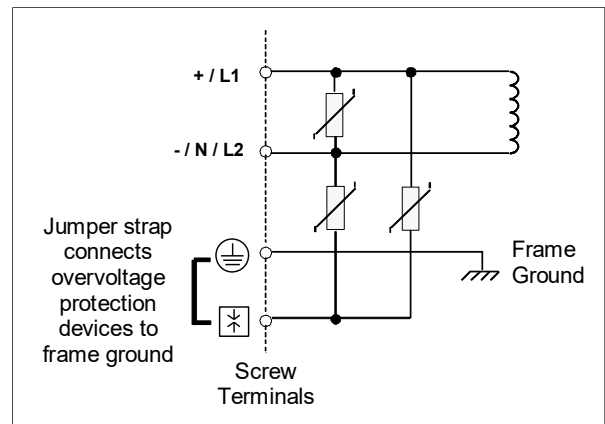 + / L1
- / N / L2
Jumper strap
connects
overvoltage
protection
devices to
frame ground
Frame
Ground
Screw
Terminals